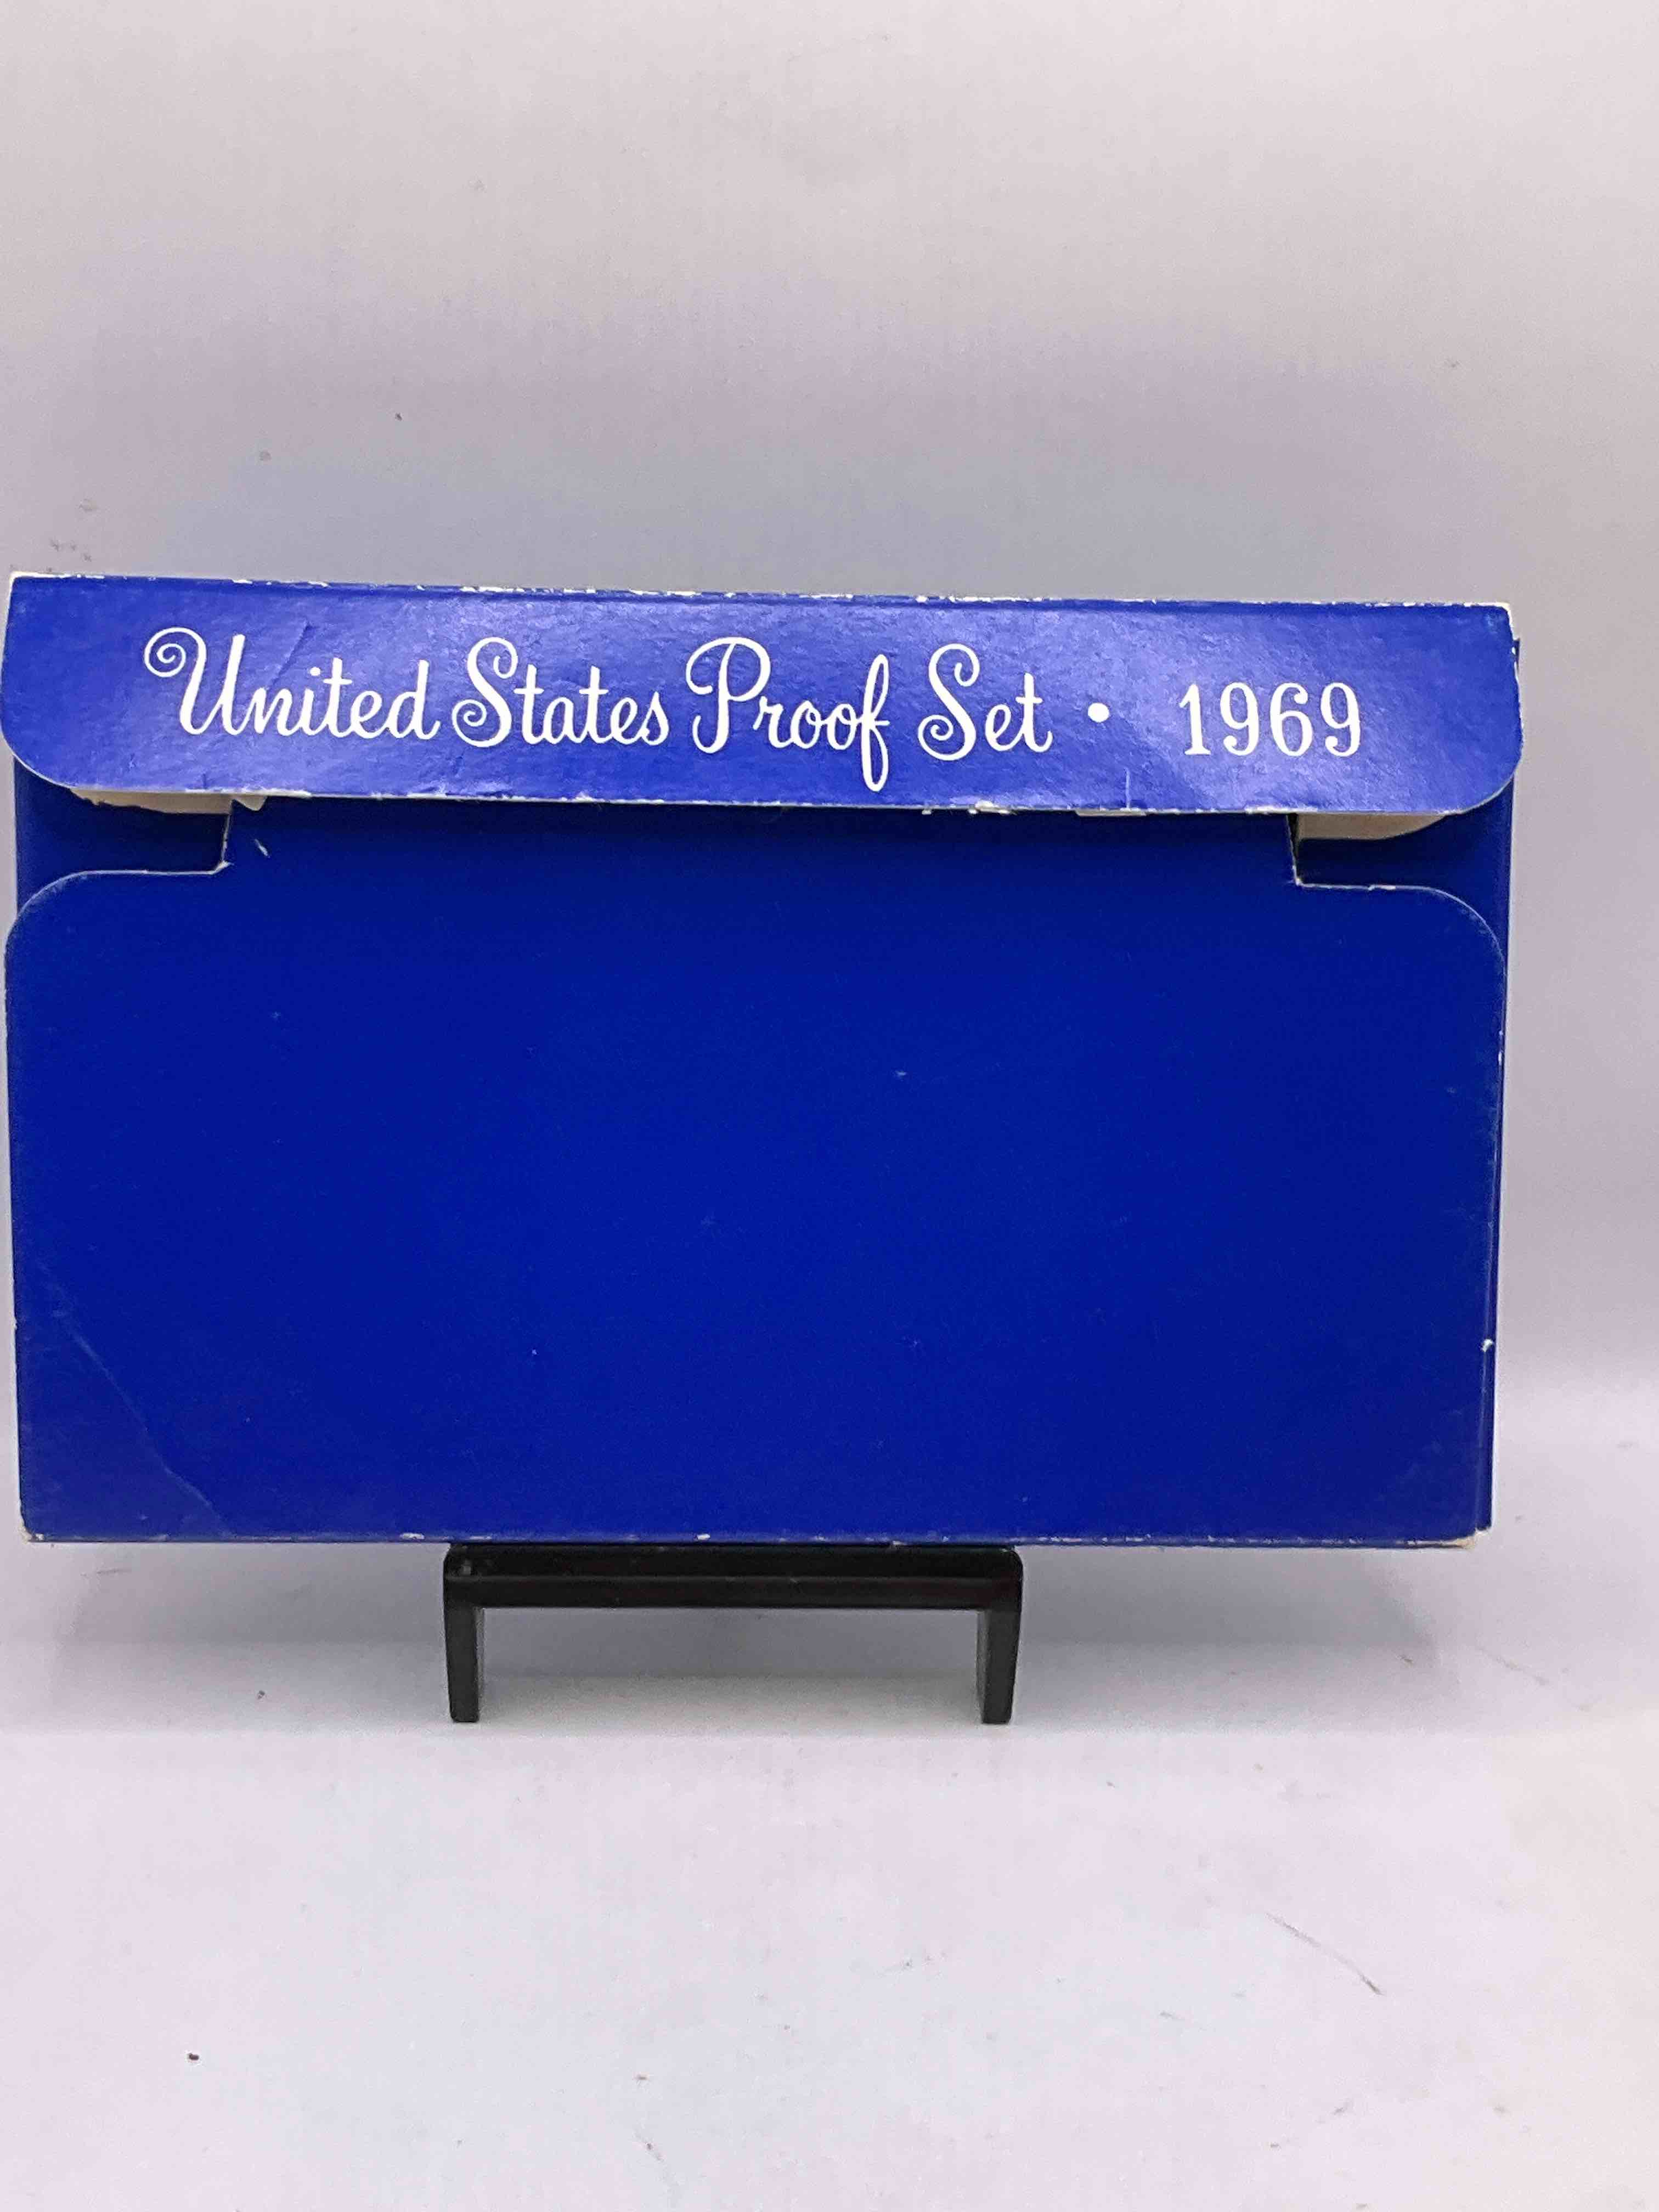 United States Proof Set • 1969